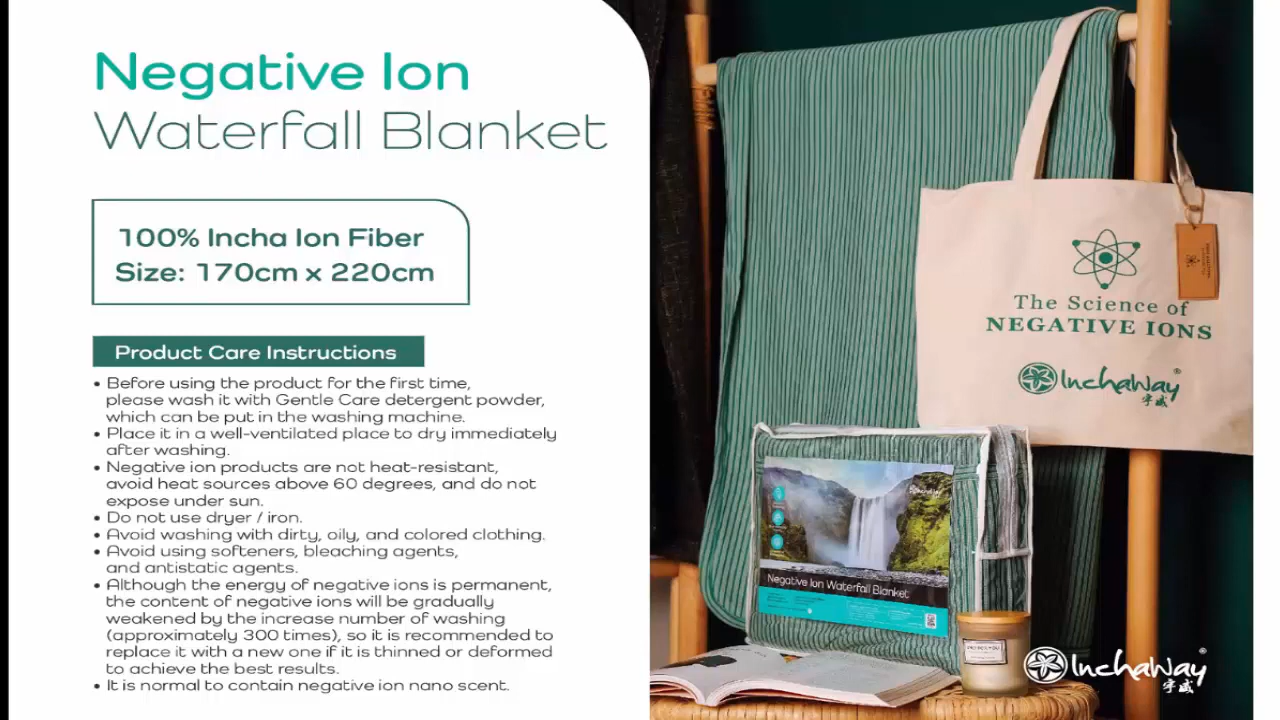 Negative Ion
Waterfall Blanket
100% Incha Ion Fiber
Size: 170cm x 220cm
Product Care Instructions
• Before using the product for the first time,
please wash it with Gentle Care detergent powder,
which can be put in the washing machine.
• Place it in a well-ventilated place to dry immediately
after washing.
• Negative ion products are not heat-resistant,
avoid heat sources above 60 degrees, and do not
expose under sun.
• Do not use dryer / iron.
• Avoid washing with dirty, oily, and colored clothing.
• Avoid using softeners, bleaching agents,
and antistatic agents.
• Although the energy of negative ions is permanent,
the content of negative ions will be gradually
weakened by the increase number of washing
(approximately 300 times), so it is recommended to
replace it with a new one if it is thinned or deformed
to achieve the best results.
• It is normal to contain negative ion nano scent.
The Science of
NEGATIVE IONS
InchaWay®
宇威
InchaWay
Negative Ion Waterfall Blanket
InchaWay®
宇威